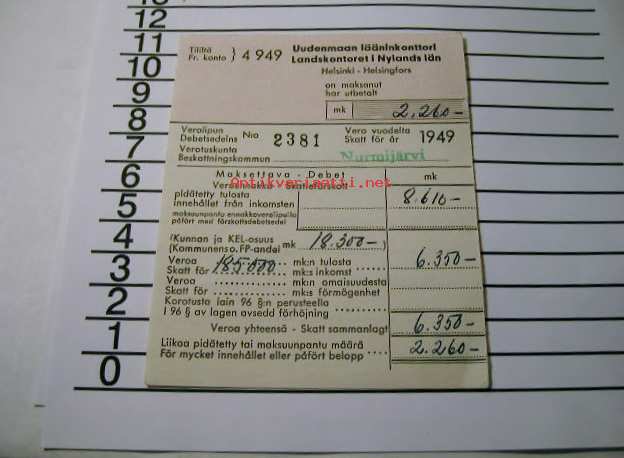 12
11
10
9
8
7
6
5
4
3
2
1
0
Tililtä
Fr. konto } 4 949
Uudenmaan lääninkonttori
Landskontoret i Nylands län
Helsinki - Helsingfors
on maksanut
har utbetalt
mk 2.260-
Verolipun
Debetsedelns N:o 2381
Vero vuodelta
Skatt för år 1949
Verotuskunta
Beskattningskommun
Nurmijärvi
Maksettava - Debet mk
Antikvariaatti.net
pidätetty tulosta
innehållet från inkomsten 8.610-
maksuunpantu ennakkoverolipulla
påfört med förskottsdebetsedel
(Kunnan ja KEL-osuus
(Kommunens o. FP-andel mk 18.300- )
Veroa
Skatt för 185.000 mk:n tulosta
mk:s inkomst 6.350-
Veroa mk:n omaisuudesta
Skatt för mk:s förmögenhet
Korotusta lain 96 §:n perusteella
I 96 § av lagen avsedd förhöjning
Veroa yhteensä - Skatt sammanlagt 6.350-
Liikaa pidätetty tai maksuunpantu määrä
För mycket innehållet eller påfört belopp 2.260-